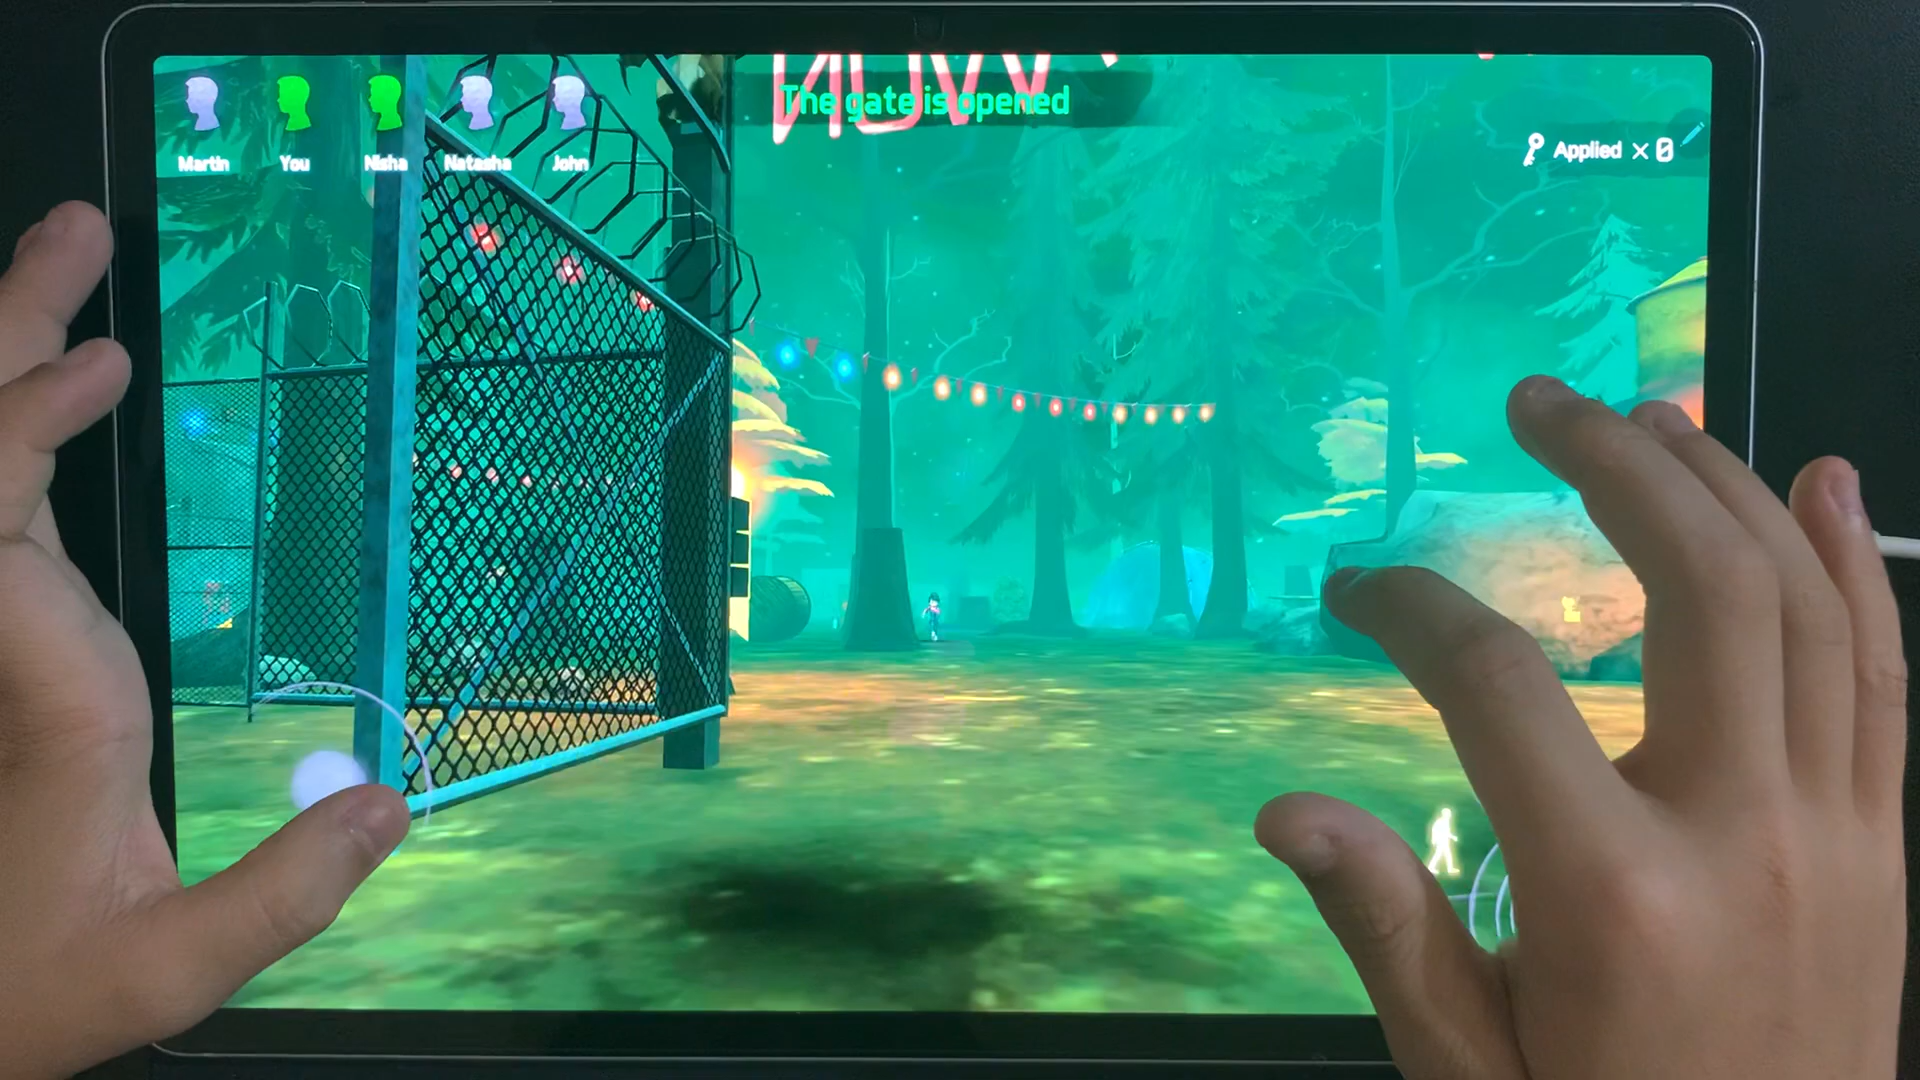 The gate is opened
Applied × 0
Martin
You
Nisha
Natasha
John